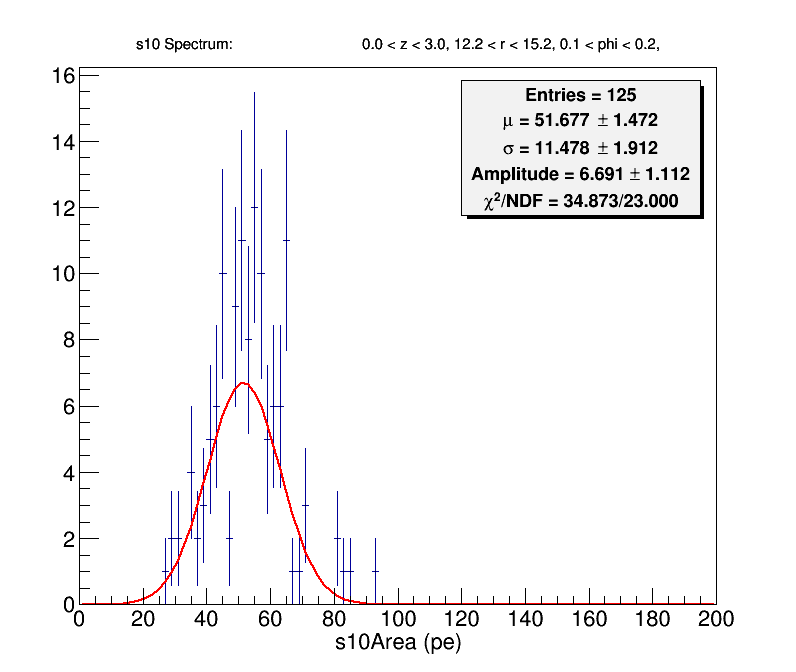 s10 Spectrum: 0.0 < z < 3.0, 12.2 < r < 15.2, 0.1 < phi < 0.2,
Entries = 125
μ = 51.677 ± 1.472
σ = 11.478 ± 1.912
Amplitude = 6.691 ± 1.112
χ²/NDF = 34.873/23.000
16
14
12
10
8
6
4
2
0
0 20 40 60 80 100 120 140 160 180 200
s10Area (pe)